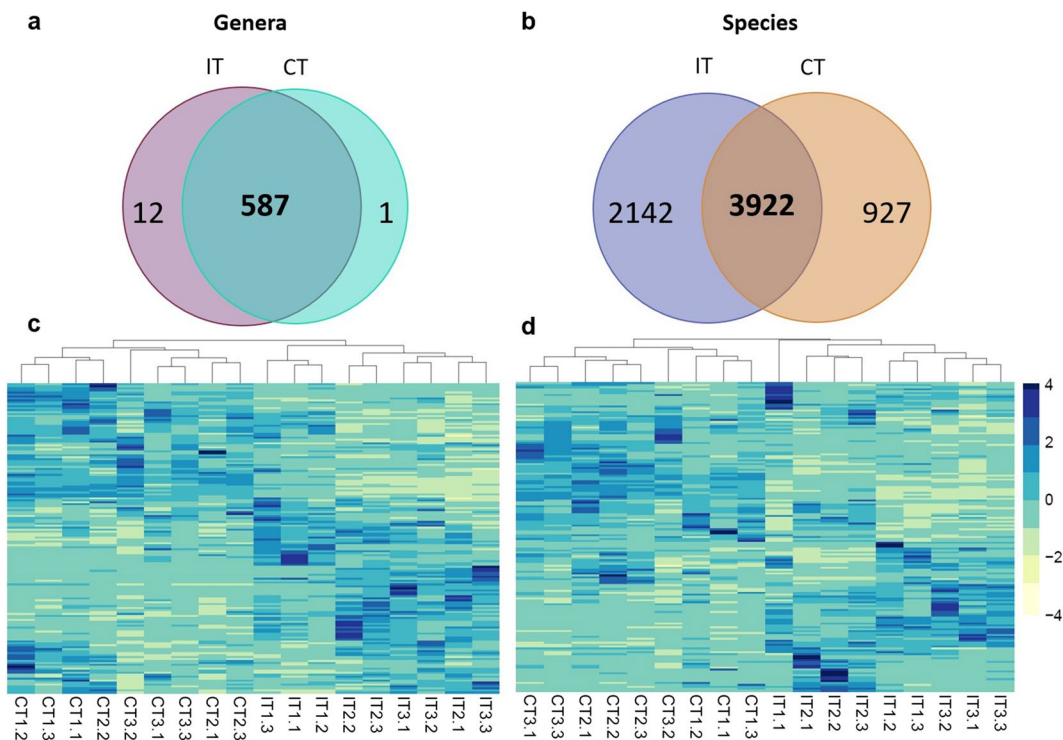 a
Genera
IT
CT
12
587
1
b
Species
IT
CT
2142
3922
927
c
CT1.2
CT1.3
CT1.1
CT2.2
CT3.2
CT3.1
CT3.3
CT2.1
CT2.3
IT1.3
IT1.1
IT1.2
IT2.2
IT2.3
IT3.1
IT3.2
IT2.1
IT3.3
d
CT3.1
CT3.3
CT2.1
CT2.2
CT2.3
CT3.2
CT1.2
CT1.1
CT1.3
IT1.1
IT2.1
IT2.2
IT2.3
IT1.2
IT1.3
IT3.2
IT3.1
IT3.3
4
2
0
−2
−4